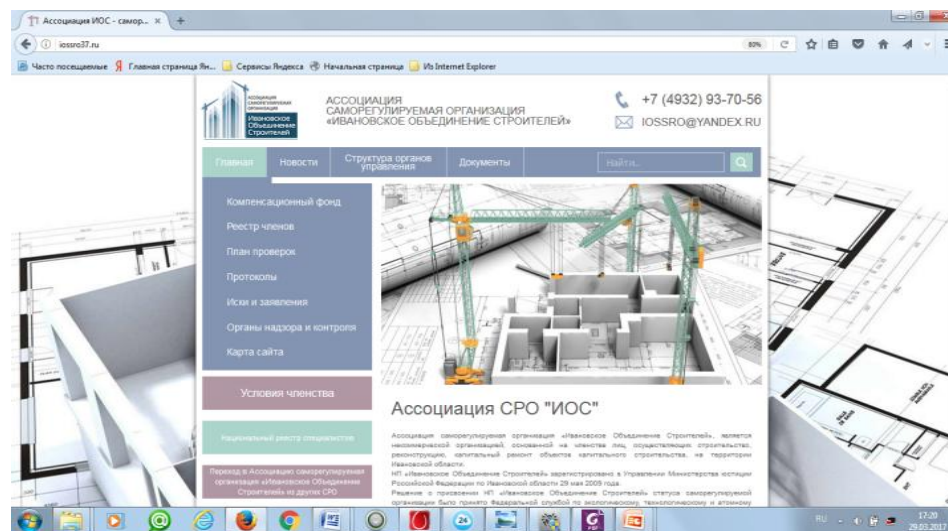 Ассоциация ИОС - самор...
iossro37.ru
80%
Часто посещаемые
Главная страница Ян...
Сервисы Яндекса
Начальная страница
Из Internet Explorer
АССОЦИАЦИЯ
САМОРЕГУЛИРУЕМАЯ
ОРГАНИЗАЦИЯ
Ивановское
Объединение
Строителей
АССОЦИАЦИЯ
САМОРЕГУЛИРУЕМАЯ ОРГАНИЗАЦИЯ
«ИВАНОВСКОЕ ОБЪЕДИНЕНИЕ СТРОИТЕЛЕЙ»
+7 (4932) 93-70-56
IOSSRO@YANDEX.RU
Главная
Новости
Структура органов
управления
Документы
Найти...
Компенсационный фонд
Реестр членов
План проверок
Протоколы
Иски и заявления
Органы надзора и контроля
Карта сайта
Условия членства
Национальный реестр специалистов
Переход в Ассоциацию саморегулируемая
организация «Ивановское Объединение
Строителей» из других СРО
Ассоциация СРО "ИОС"
Ассоциация саморегулируемая организация «Ивановское Объединение Строителей», является
некоммерческой организацией, основанной на членстве лиц, осуществляющих строительство,
реконструкцию, капитальный ремонт объектов капитального строительства, на территории
Ивановской области.
НП «Ивановское Объединение Строителей» зарегистрировано в Управлении Министерства юстиции
Российской Федерации по Ивановской области 29 мая 2009 года.
Решение о присвоении НП «Ивановское Объединение Строителей» статуса саморегулируемой
организации было принято Федеральной службой по экологическому, технологическому и атомному
RU
17:20
29.03.2017